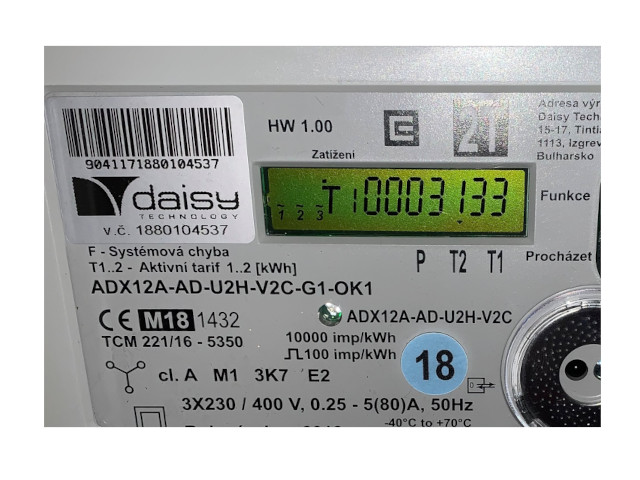 Adresa výr
Daisy Tech
15-17, Tinti
1113, Izgrev
Bulharsko
HW 1.00
2T
9041171880104537
Zatížení
T10003133
1 2 3
Funkce
daisy
TECHNOLOGY
v.č. 1880104537
F - Systémová chyba
P T2 T1
Procházet
T1..2 - Aktivní tarif 1..2 [kWh]
ADX12A-AD-U2H-V2C-G1-OK1
CE M18 1432
ADX12A-AD-U2H-V2C
TCM 221/16 - 5350
10000 imp/kWh
100 imp/kWh
18
cl. A M1 3K7 E2
3X230 / 400 V, 0.25 - 5(80)A, 50Hz
-40°C to +70°C